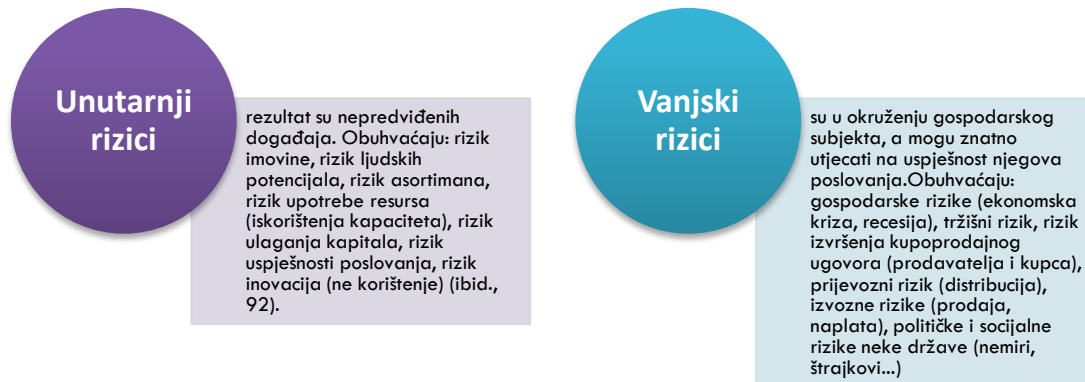 Unutarnji
rizici
rezultat su nepredviđenih
događaja. Obuhvaćaju: rizik
imovine, rizik ljudskih
potencijala, rizik asortimana,
rizik upotrebe resursa
(iskorištenja kapaciteta), rizik
ulaganja kapitala, rizik
uspješnosti poslovanja, rizik
inovacija (ne korištenje) (ibid.,
92).
Vanjski
rizici
su u okruženju gospodarskog
subjekta, a mogu znatno
utjecati na uspješnost njegova
poslovanja.Obuhvaćaju:
gospodarske rizike (ekonomska
kriza, recesija), tržišni rizik, rizik
izvršenja kupoprodajnog
ugovora (prodavatelja i kupca),
prijevozni rizik (distribucija),
izvozne rizike (prodaja,
naplata), političke i socijalne
rizike neke države (nemiri,
štrajkovi...)